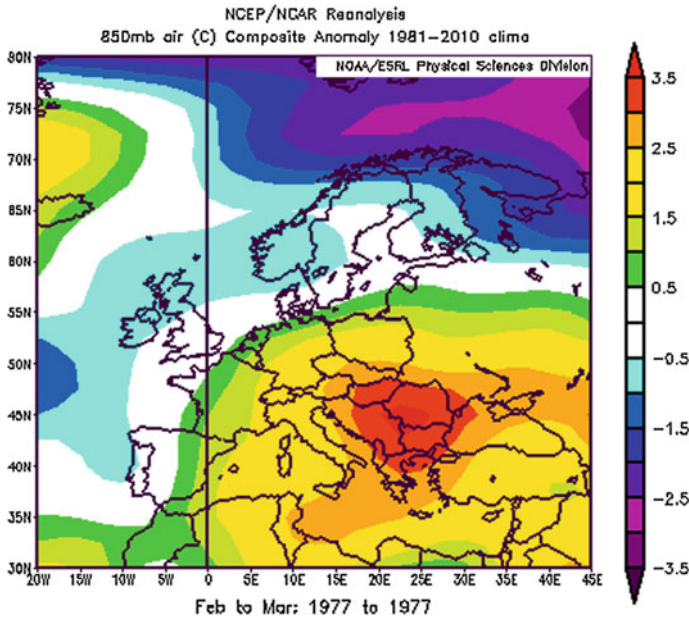 NCEP/NCAR Reanalysis
850mb air (C) Composite Anomaly 1981-2010 clima
NOAA/ESRL Physical Sciences Division
80N
75N
70N
65N
60N
55N
50N
45N
40N
35N
30N
20W 15W 10W 5W 0 5E 10E 15E 20E 25E 30E 35E 40E 45E
3.5
2.5
1.5
0.5
-0.5
-1.5
-2.5
-3.5
Feb to Mar: 1977 to 1977